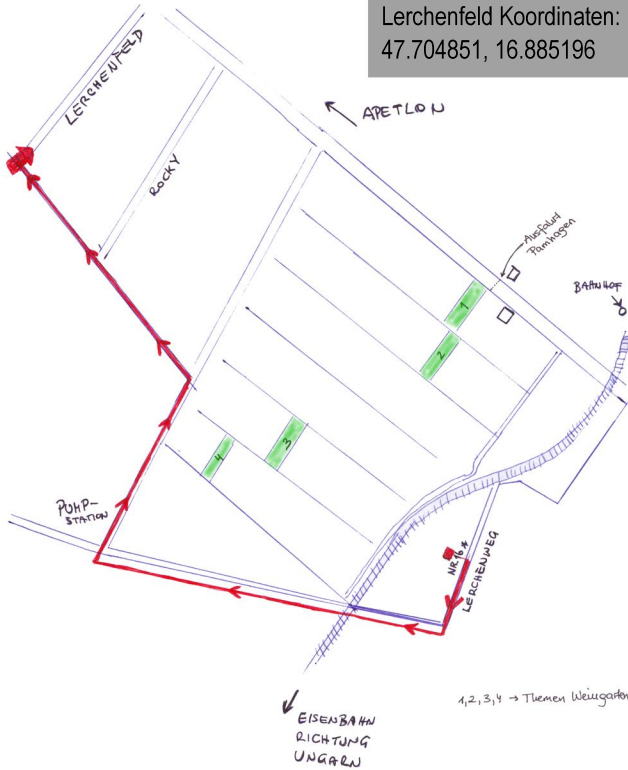 Lerchenfeld Koordinaten:
47.704851, 16.885196
LERCHENFELD
APETLON
ROCKY
Ausfahrt
Pamhagen
BAHNHOF
1
2
3
4
PUMP-
STATION
NR 16 *
LERCHENWEG
1,2,3,4 → Themen Weingarten
EISENBAHN
RICHTUNG
UNGARN